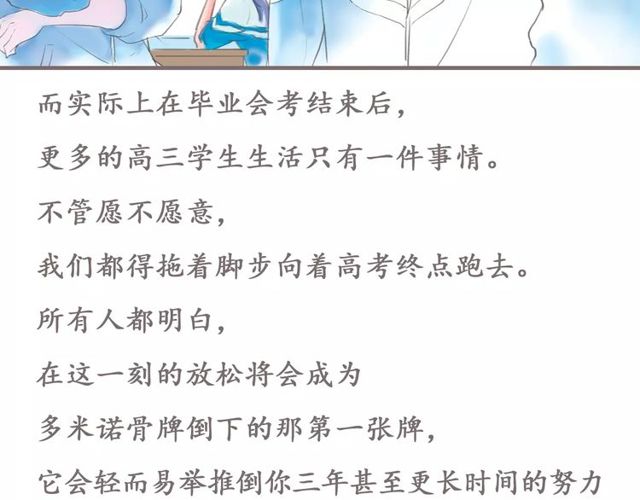 而实际上在毕业会考结束后，
更多的高三学生生活只有一件事情。
不管愿不愿意，
我们都得拖着脚步向着高考终点跑去。
所有人都明白，
在这一刻的放松将会成为
多米诺骨牌倒下的那第一张牌，
它会轻而易举推倒你三年甚至更长时间的努力